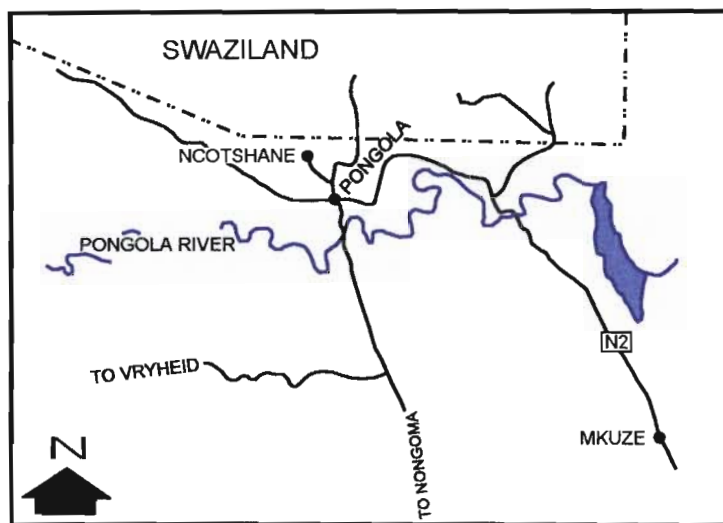 SWAZILAND
NCOTSHANE
PONGOLA
PONGOLA RIVER
N2
TO VRYHEID
MKUZE
TO NONGOMA
N